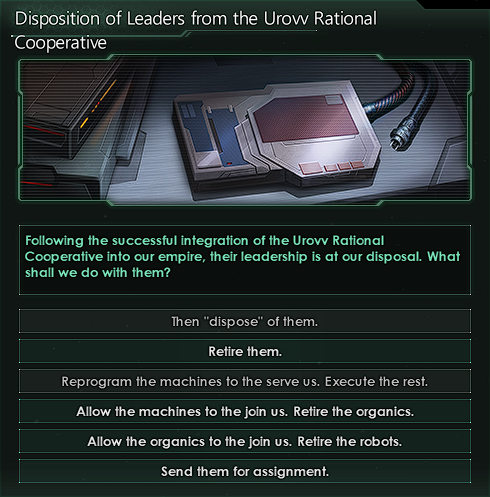 Disposition of Leaders from the Urovv Rational
Cooperative
Following the successful integration of the Urovv Rational
Cooperative into our empire, their leadership is at our disposal. What
shall we do with them?
Then "dispose" of them.
Retire them.
Reprogram the machines to the serve us. Execute the rest.
Allow the machines to the join us. Retire the organics.
Allow the organics to the join us. Retire the robots.
Send them for assignment.